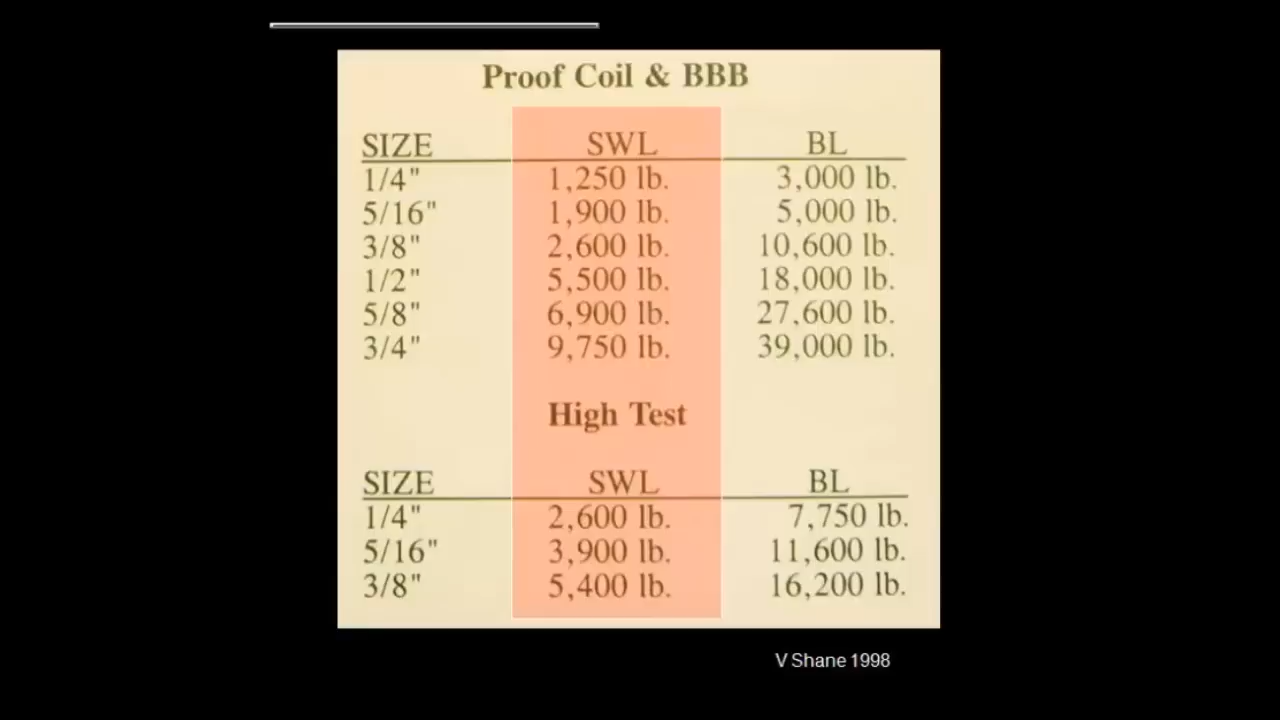 Proof Coil & BBB
SIZE SWL BL
1/4" 1,250 lb. 3,000 lb.
5/16" 1,900 lb. 5,000 lb.
3/8" 2,600 lb. 10,600 lb.
1/2" 5,500 lb. 18,000 lb.
5/8" 6,900 lb. 27,600 lb.
3/4" 9,750 lb. 39,000 lb.
High Test
SIZE SWL BL
1/4" 2,600 lb. 7,750 lb.
5/16" 3,900 lb. 11,600 lb.
3/8" 5,400 lb. 16,200 lb.
V Shane 1998